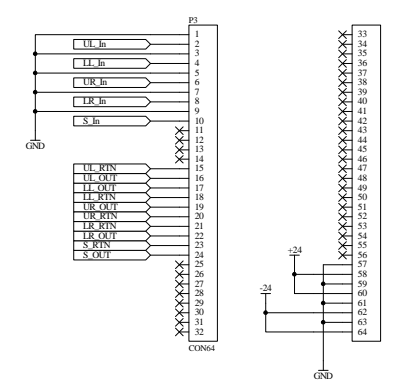 P3
1
UL_In 2
3
LL_In 4
5
UR_In 6
7
LR_In 8
9
S_In 10
11
12
13
14
UL_RTN 15
UL_OUT 16
LL_OUT 17
LL_RTN 18
UR_OUT 19
UR_RTN 20
LR_RTN 21
LR_OUT 22
S_RTN 23
S_OUT 24
25
26
27
28
29
30
31
32
CON64
GND
33
34
35
36
37
38
39
40
41
42
43
44
45
46
47
48
49
50
51
52
53
54
55
56
57
+24 58
59
60
61
-24 62
63
64
GND